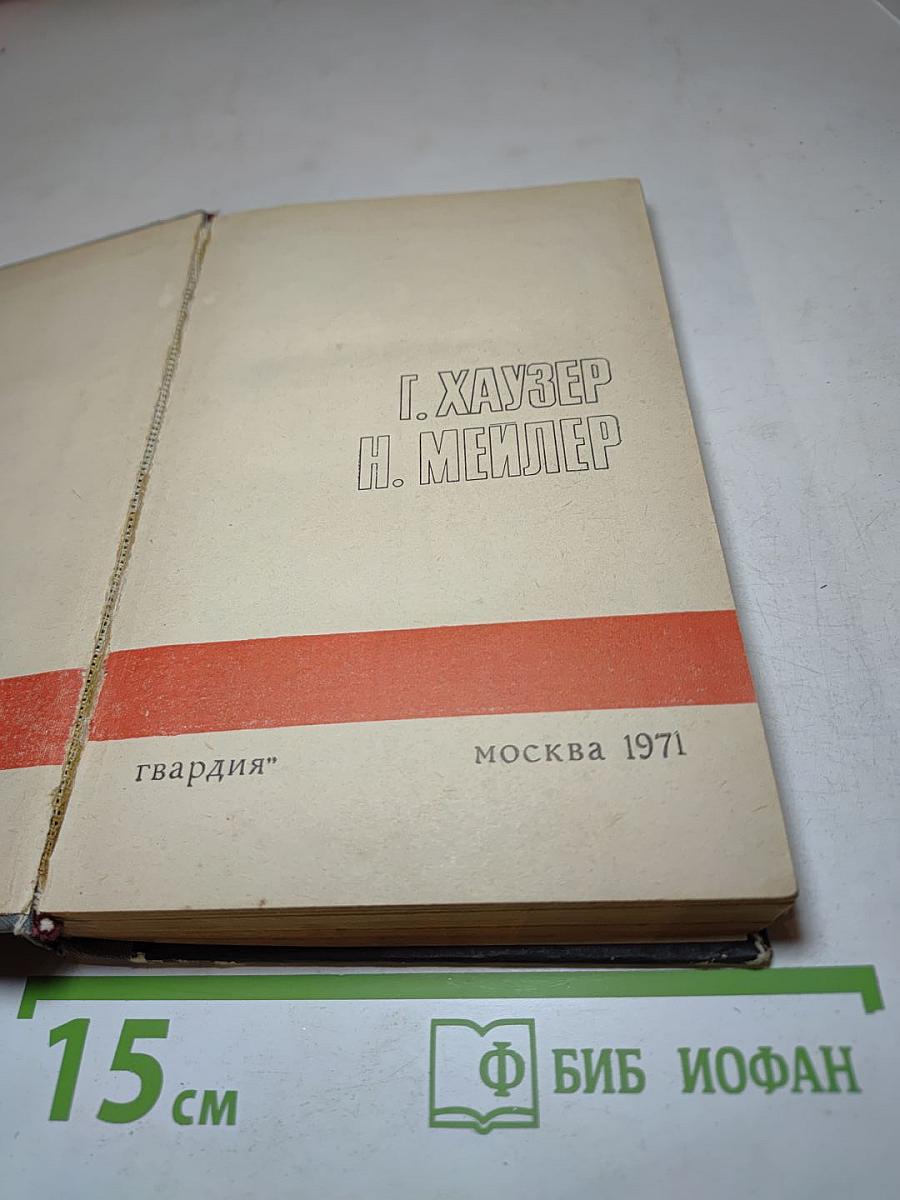 Г. ХАУЗЕР
Н. МЕЙЛЕР
гвардия" москва 1971
15 см
Ф БИБ ИОФАН